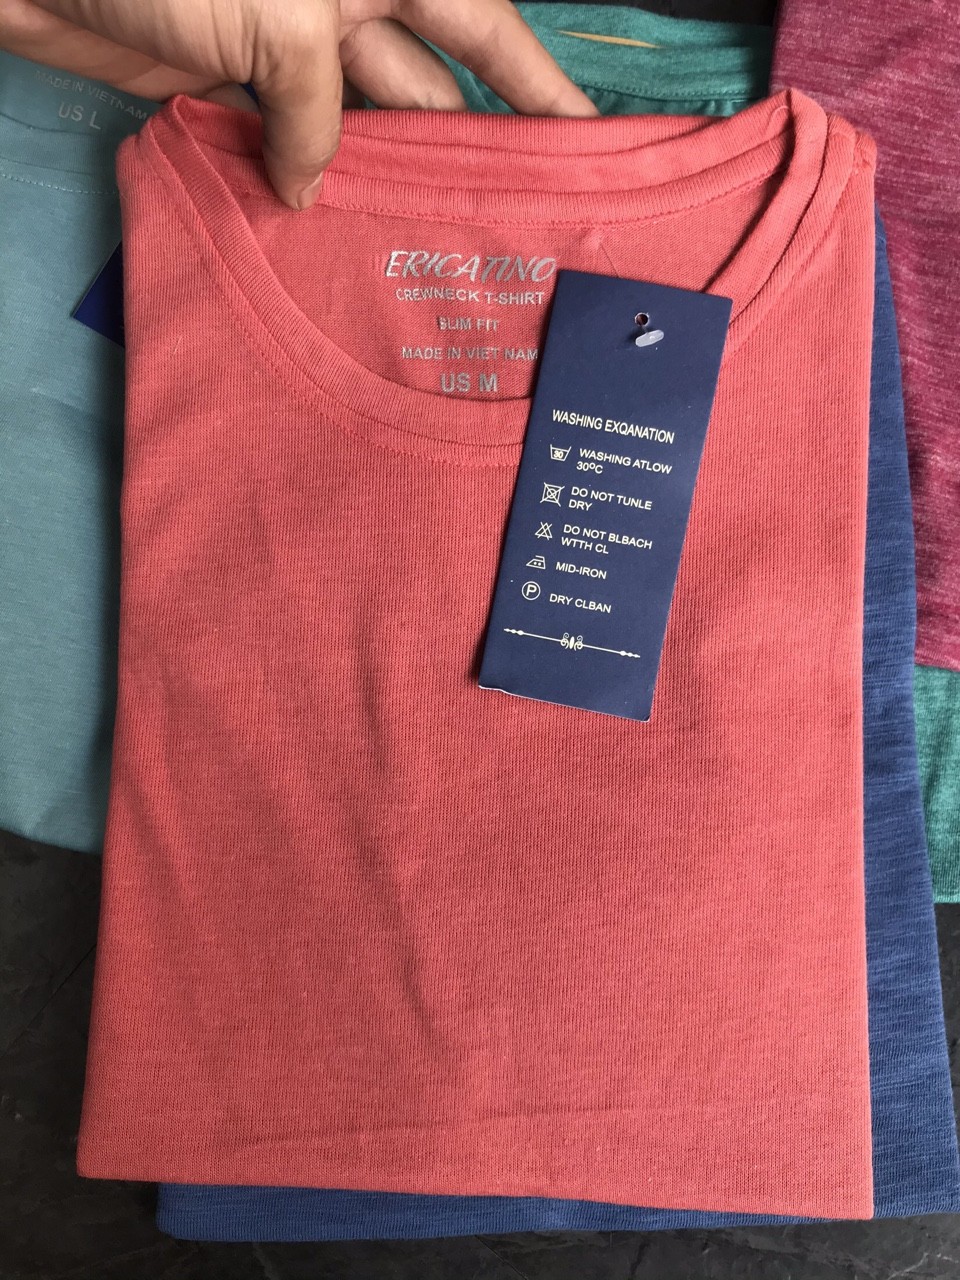 MADE IN VIETNAM
US L
ERICATINO
CREWNECK T-SHIRT
SLIM FIT
MADE IN VIET NAM
US M
WASHING EXQANATION
30
WASHING ATLOW
30ºC
DO NOT TUNLE
DRY
DO NOT BLBACH
WTTH CL
MID-IRON
P
DRY CLBAN